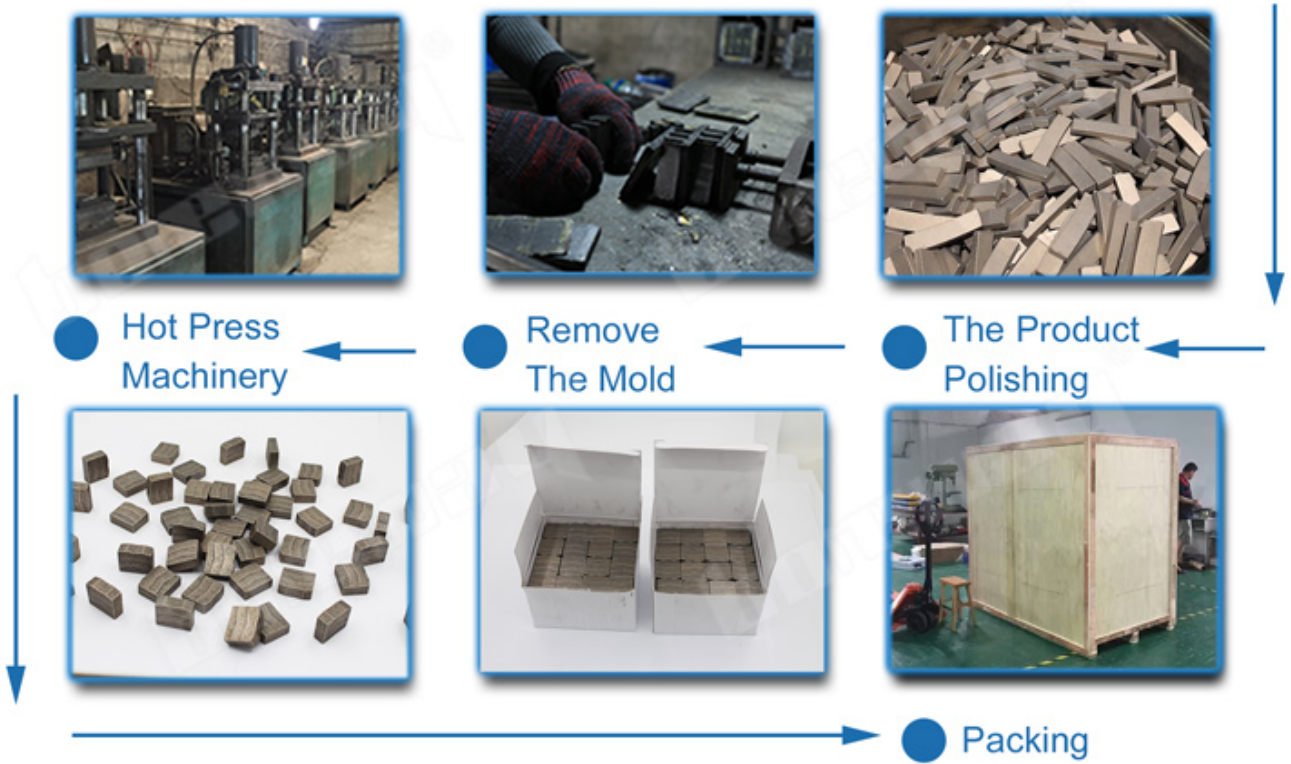 Hot Press
Machinery
Remove
The Mold
The Product
Polishing
Packing